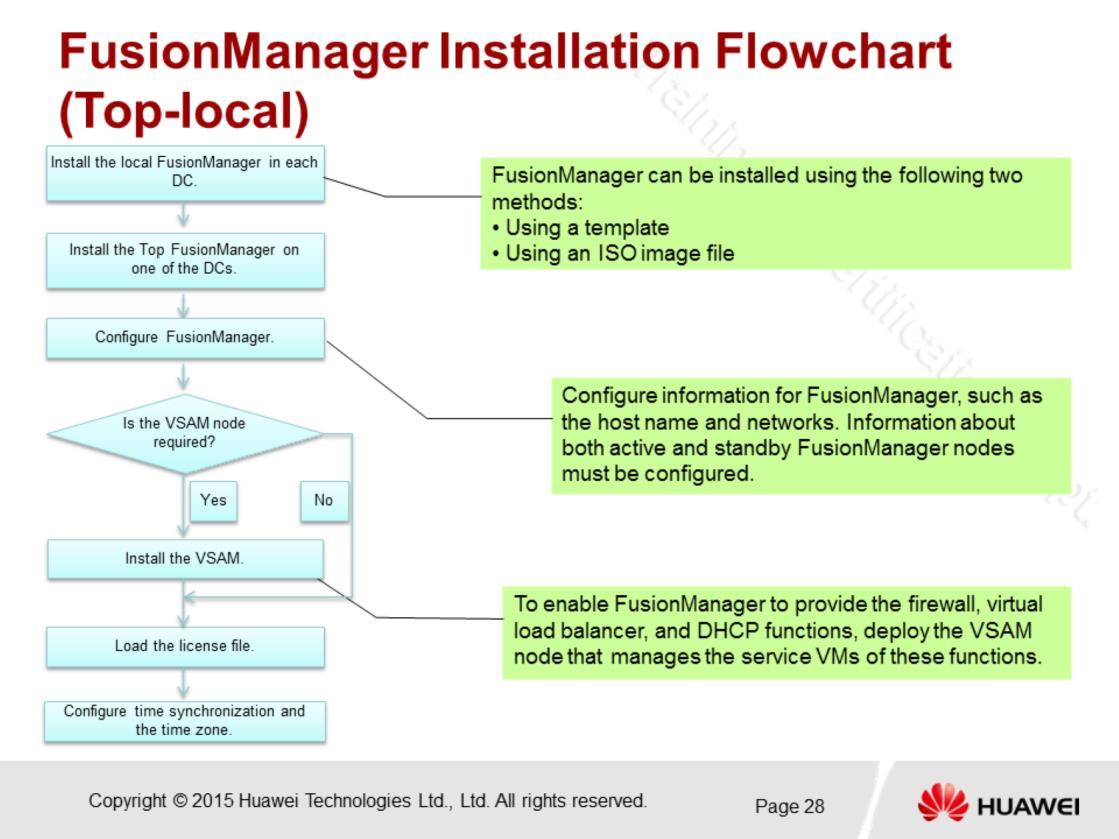 FusionManager Installation Flowchart
(Top-local)
Install the local FusionManager in each
DC.
FusionManager can be installed using the following two
methods:
• Using a template
• Using an ISO image file
Install the Top FusionManager on
one of the DCs.
Configure FusionManager.
Configure information for FusionManager, such as
the host name and networks. Information about
both active and standby FusionManager nodes
must be configured.
Is the VSAM node
required?
Yes
No
Install the VSAM.
To enable FusionManager to provide the firewall, virtual
load balancer, and DHCP functions, deploy the VSAM
node that manages the service VMs of these functions.
Load the license file.
Configure time synchronization and
the time zone.
Copyright © 2015 Huawei Technologies Ltd., Ltd. All rights reserved.
Page 28
HUAWEI